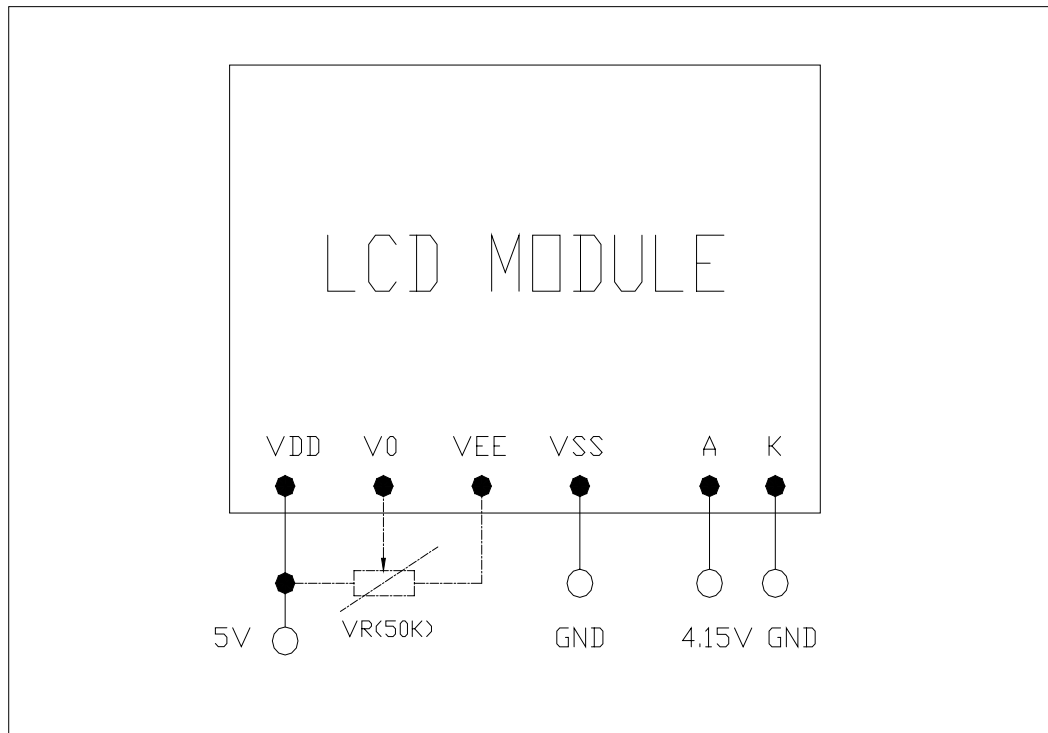 LCD MODULE
VDD V0 VEE VSS A K
VR(50K)
5V GND 4.15V GND